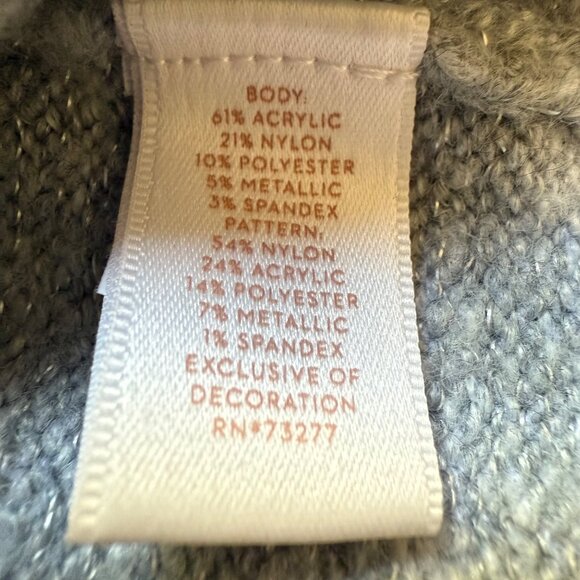 BODY:
61% ACRYLIC
21% NYLON
10% POLYESTER
5% METALLIC
3% SPANDEX
PATTERN:
54% NYLON
24% ACRYLIC
14% POLYESTER
7% METALLIC
1% SPANDEX
EXCLUSIVE OF
DECORATION
RN#73277